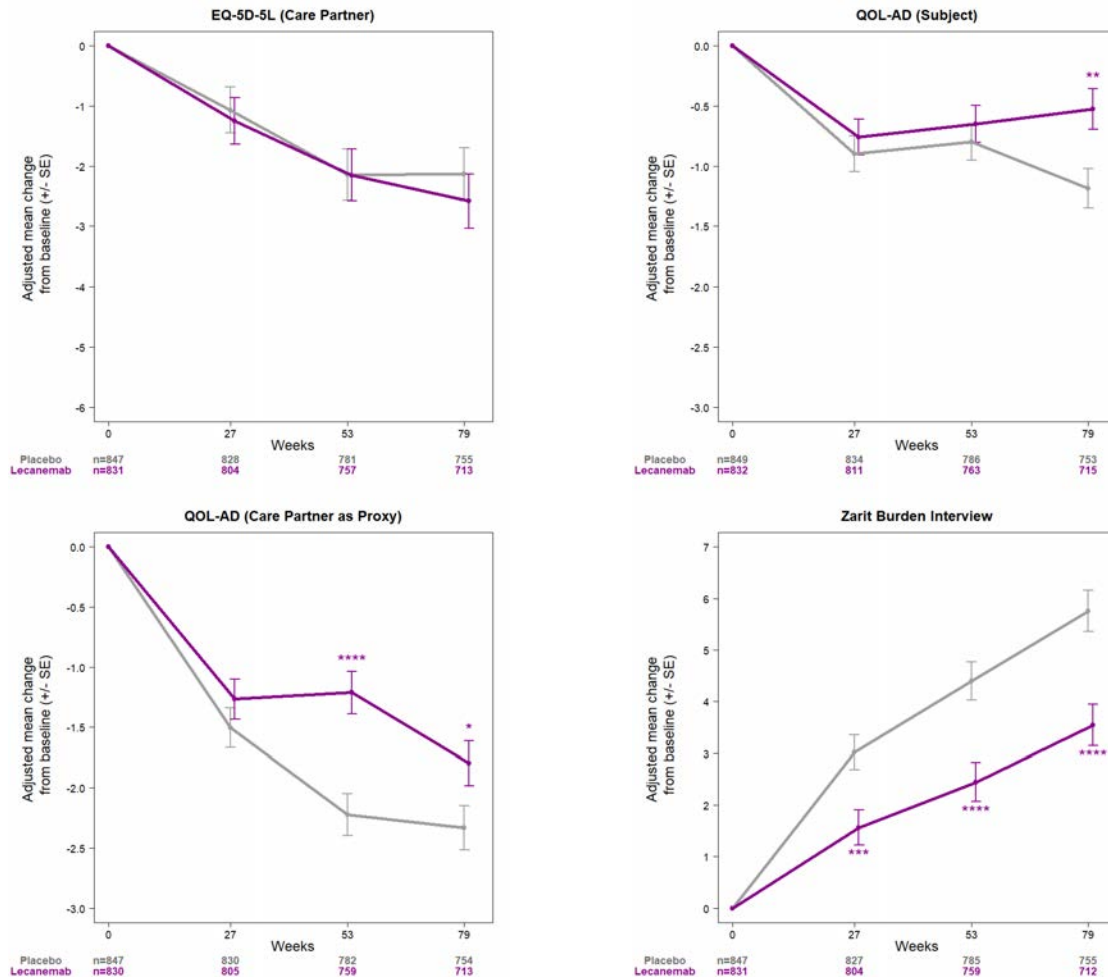 EQ-5D-5L (Care Partner)
Adjusted mean change
from baseline (+/- SE)
0
-1
-2
-3
-4
-5
-6
0 27 53 79
Weeks
Placebo n=847 828 781 755
Lecanemab n=831 804 757 713
QOL-AD (Subject)
Adjusted mean change
from baseline (+/- SE)
0.0
-0.5
-1.0
-1.5
-2.0
-2.5
-3.0
**
0 27 53 79
Weeks
Placebo n=849 834 786 753
Lecanemab n=832 811 763 715
QOL-AD (Care Partner as Proxy)
Adjusted mean change
from baseline (+/- SE)
0.0
-0.5
-1.0
-1.5
-2.0
-2.5
-3.0
****
*
0 27 53 79
Weeks
Placebo n=847 830 782 754
Lecanemab n=830 805 759 713
Zarit Burden Interview
Adjusted mean change
from baseline (+/- SE)
7
6
5
4
3
2
1
0
***
****
****
0 27 53 79
Weeks
Placebo n=847 827 785 755
Lecanemab n=831 804 759 712